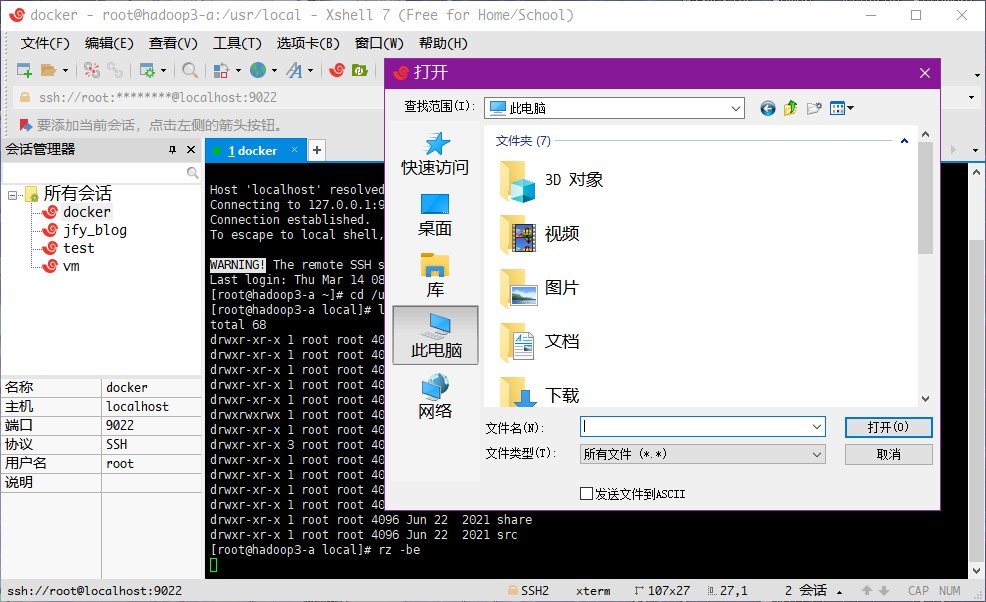 docker - root@hadoop3-a:/usr/local - Xshell 7 (Free for Home/School)
文件(F) 编辑(E) 查看(V) 工具(T) 选项卡(B) 窗口(W) 帮助(H)
ssh://root:********@localhost:9022
要添加当前会话，点击左侧的箭头按钮。
会话管理器
1 docker
所有会话
docker
jfy_blog
test
vm
名称 docker
主机 localhost
端口 9022
协议 SSH
用户名 root
说明
Host 'localhost' resolved
Connecting to 127.0.0.1:9
Connection established.
To escape to local shell,
WARNING! The remote SSH s
Last login: Thu Mar 14 08
[root@hadoop3-a ~]# cd /u
[root@hadoop3-a local]# l
total 68
drwxr-xr-x 1 root root 40
drwxr-xr-x 1 root root 40
drwxr-xr-x 1 root root 40
drwxr-xr-x 1 root root 40
drwxr-xr-x 1 root root 40
drwxrwxrwx 1 root root 40
drwxr-xr-x 1 root root 40
drwxr-xr-x 3 root root 40
drwxr-xr-x 1 root root 40
drwxr-xr-x 1 root root 40
drwxr-xr-x 1 root root 40
drwxr-xr-x 1 root root 40
drwxr-xr-x 1 root root 4096 Jun 22  2021 share
drwxr-xr-x 1 root root 4096 Jun 22  2021 src
[root@hadoop3-a local]# rz -be
打开
查找范围(I): 此电脑
快速访问
桌面
库
此电脑
网络
文件夹 (7)
3D 对象
视频
图片
文档
下载
文件名(N): 打开(O)
文件类型(T): 所有文件 (*.*) 取消
发送文件到ASCII
ssh://root@localhost:9022 SSH2 xterm 107x27 27,1 2 会话 CAP NUM